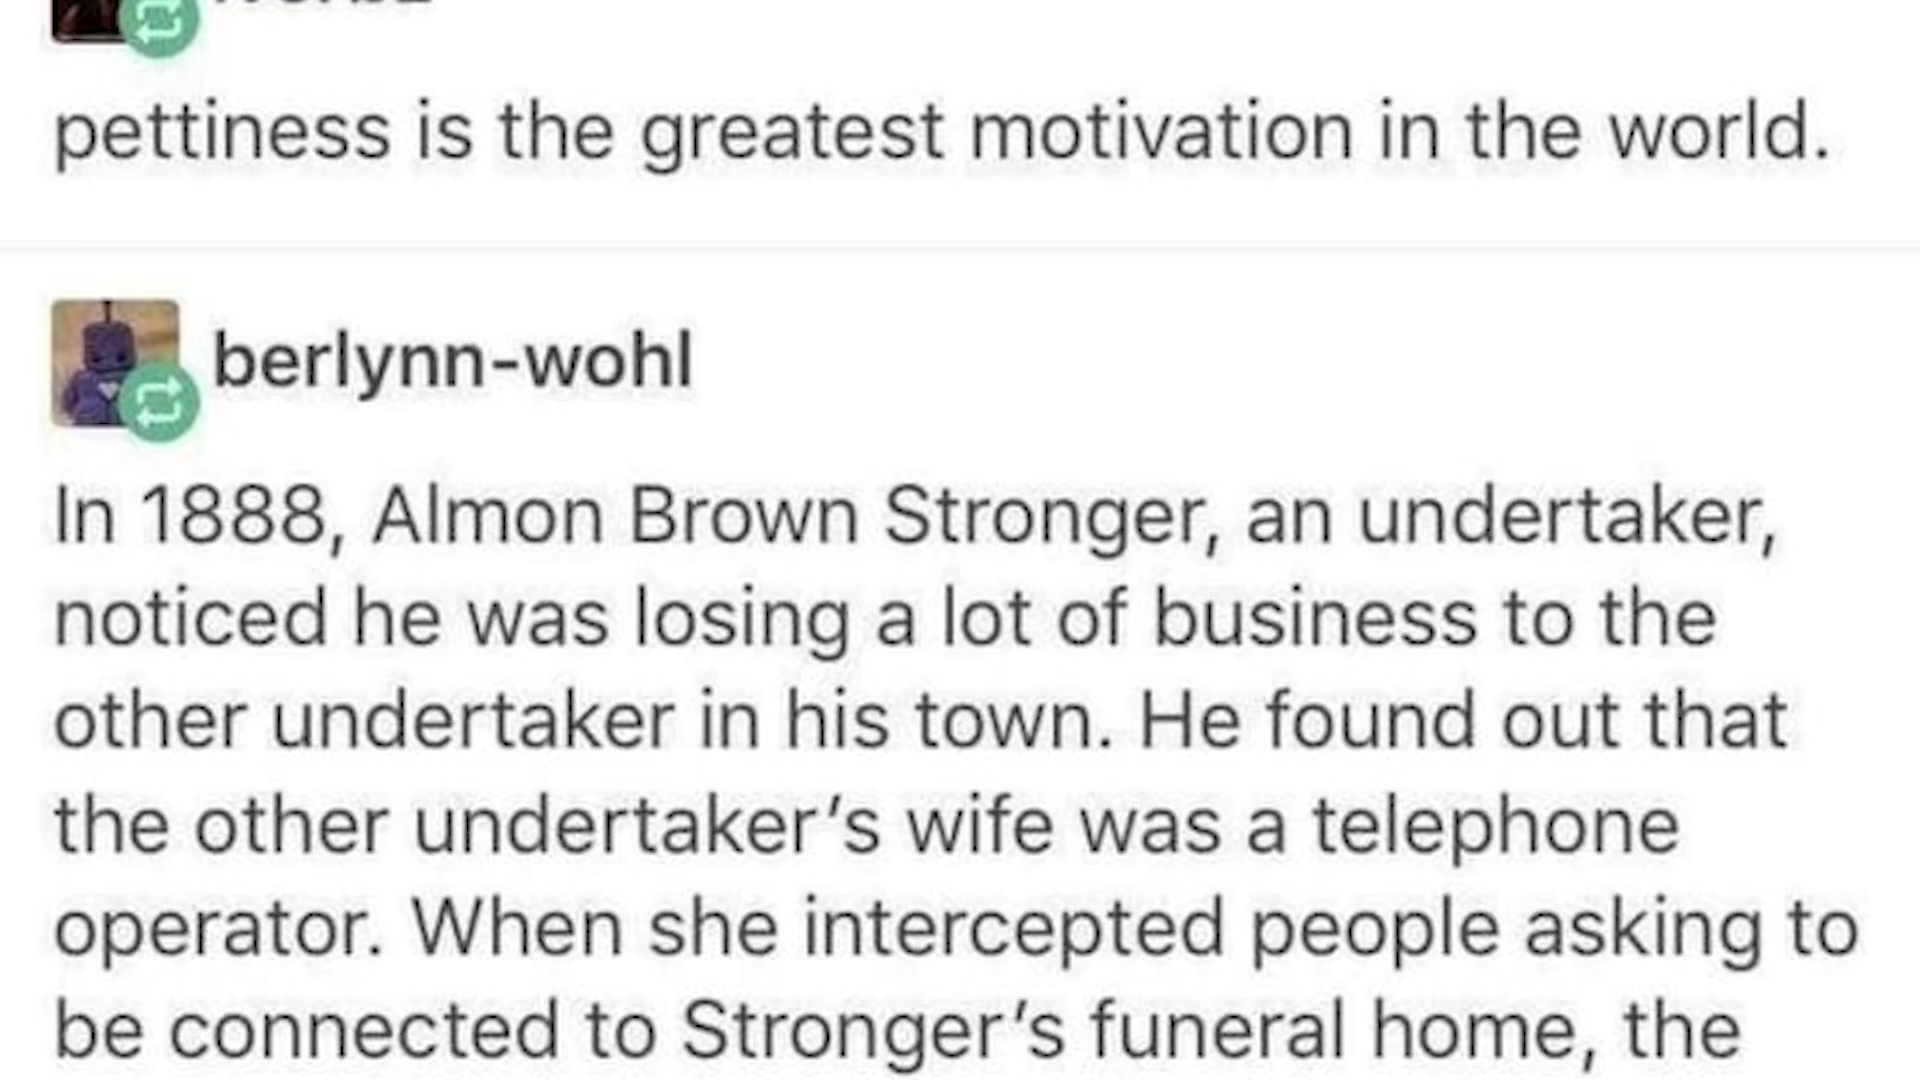 pettiness is the greatest motivation in the world.
berlynn-wohl
In 1888, Almon Brown Stronger, an undertaker,
noticed he was losing a lot of business to the
other undertaker in his town. He found out that
the other undertaker’s wife was a telephone
operator. When she intercepted people asking to
be connected to Stronger’s funeral home, the